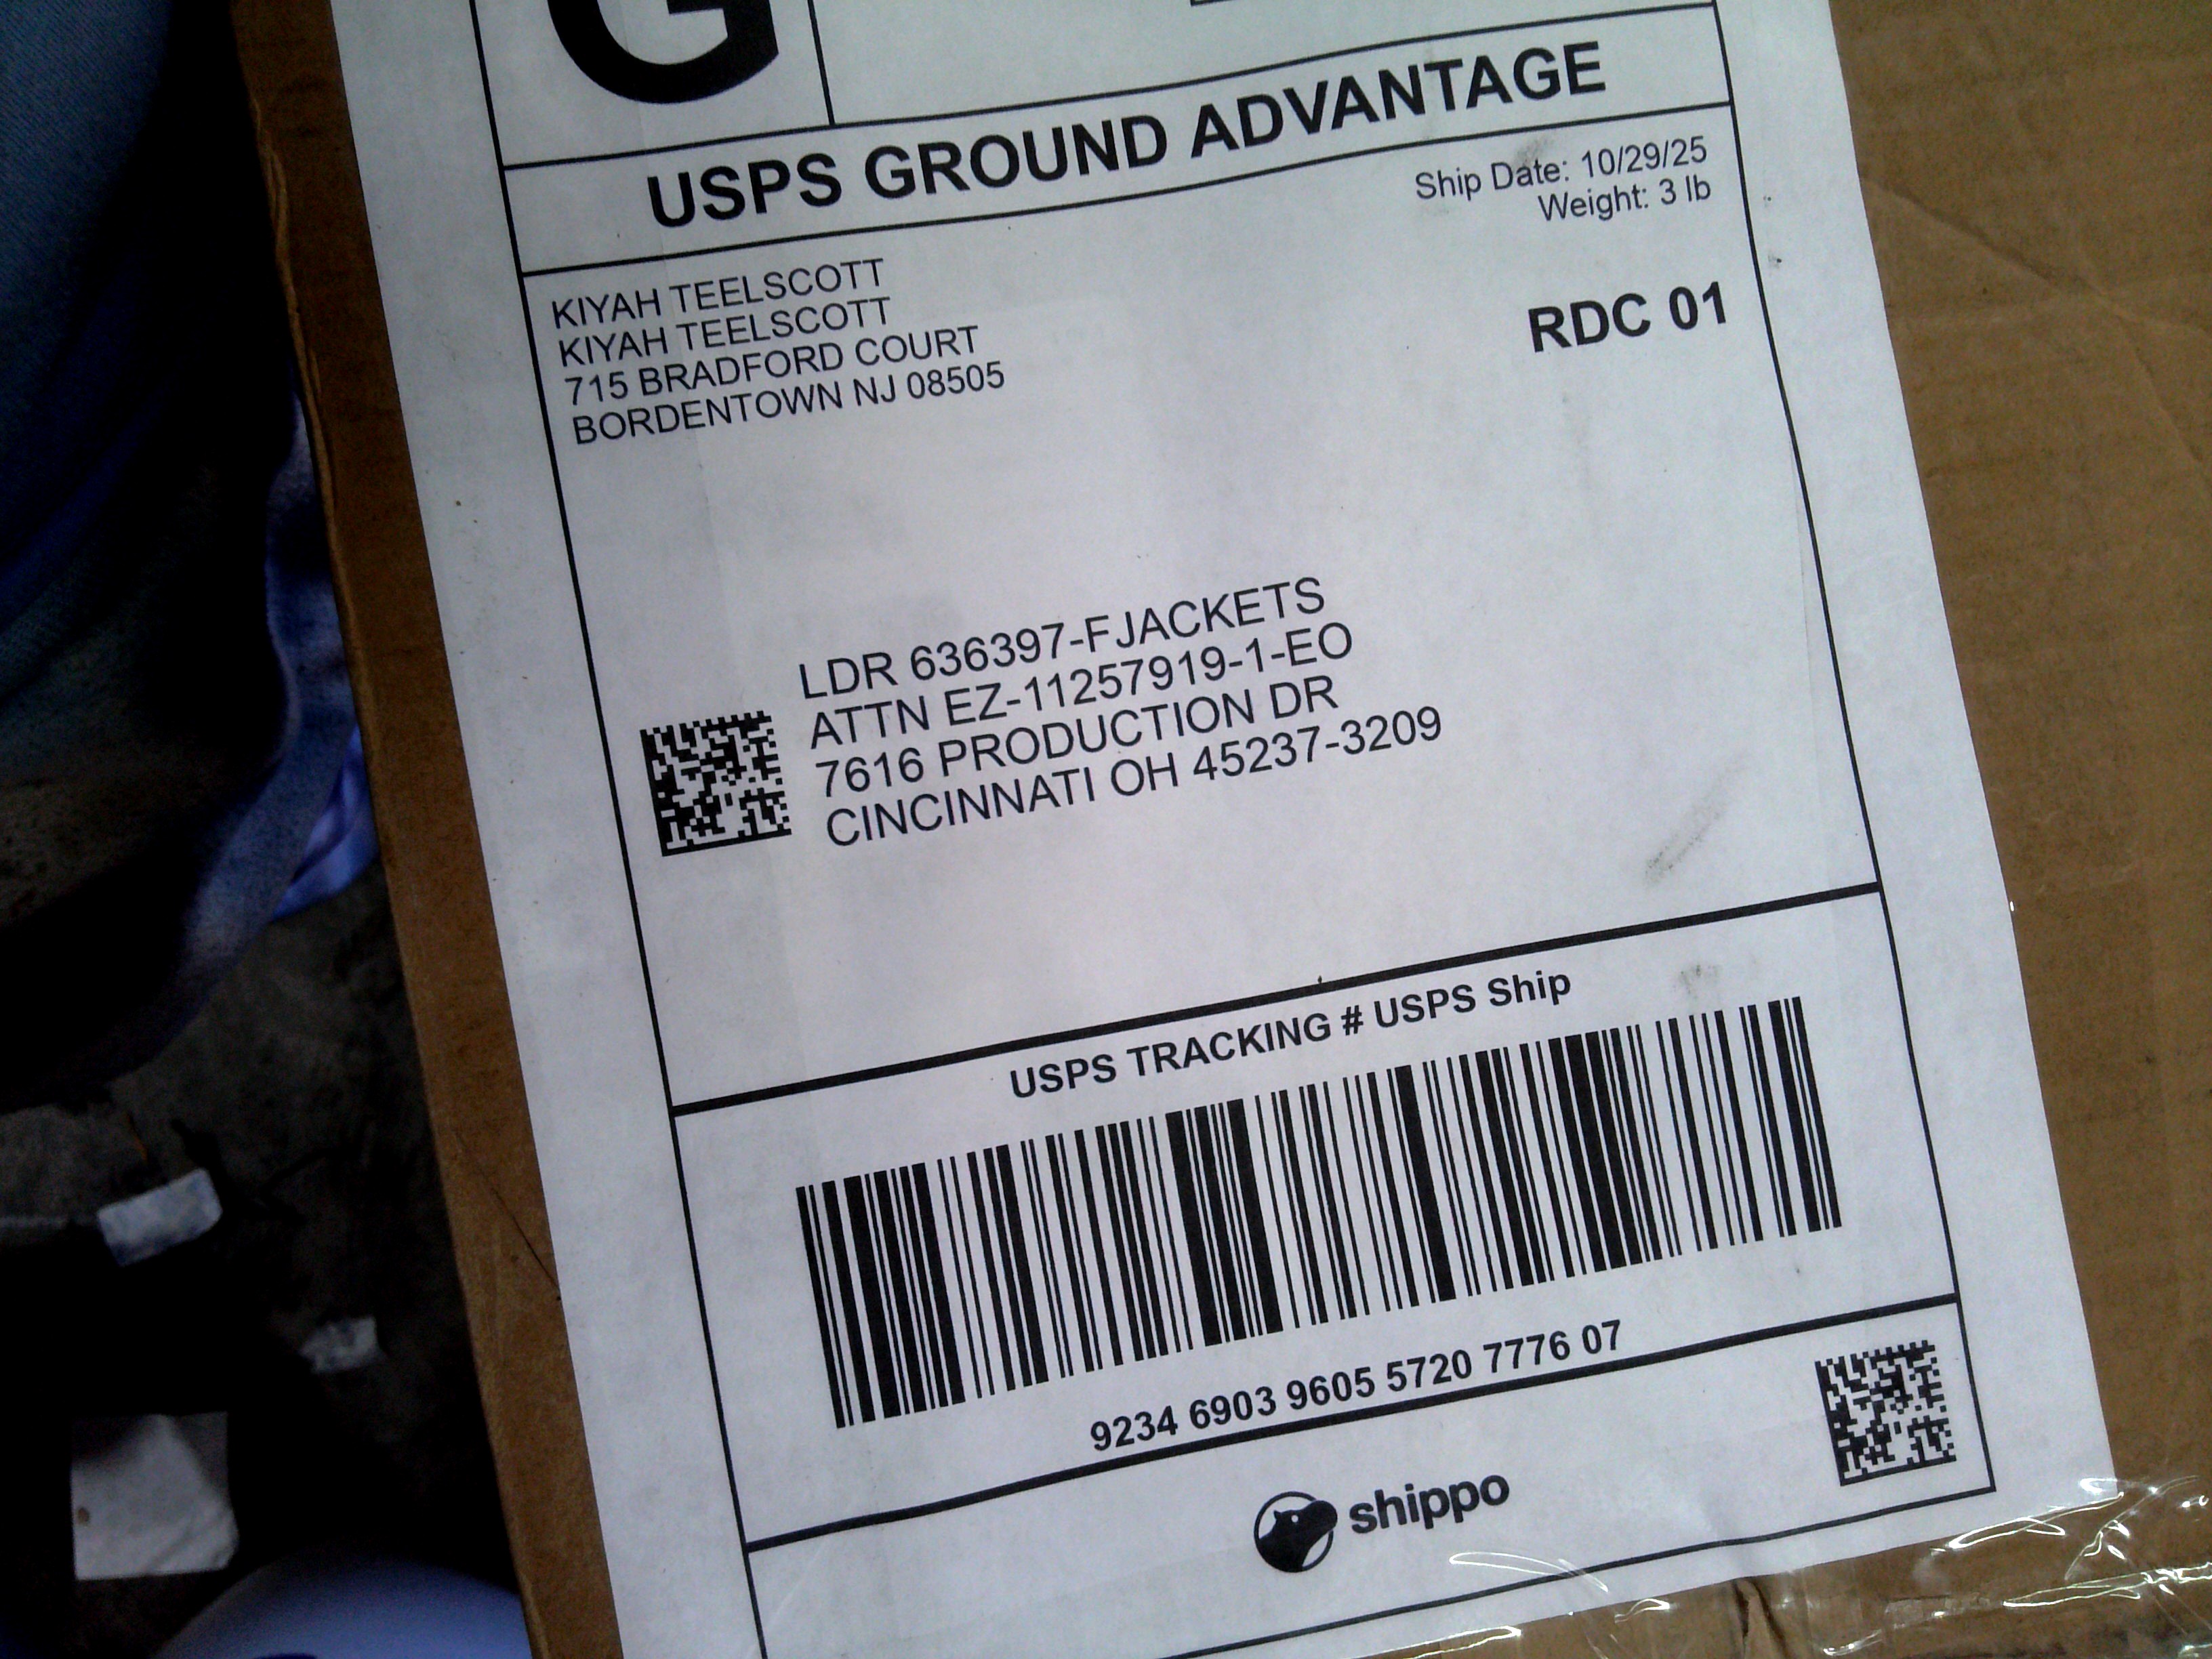 G
USPS GROUND ADVANTAGE
Ship Date: 10/29/25
Weight: 3 lb
KIYAH TEELSCOTT
KIYAH TEELSCOTT
715 BRADFORD COURT
BORDENTOWN NJ 08505
RDC 01
LDR 636397-FJACKETS
ATTN EZ-11257919-1-EO
7616 PRODUCTION DR
CINCINNATI OH 45237-3209
USPS TRACKING # USPS Ship
9234 6903 9605 5720 7776 07
shippo